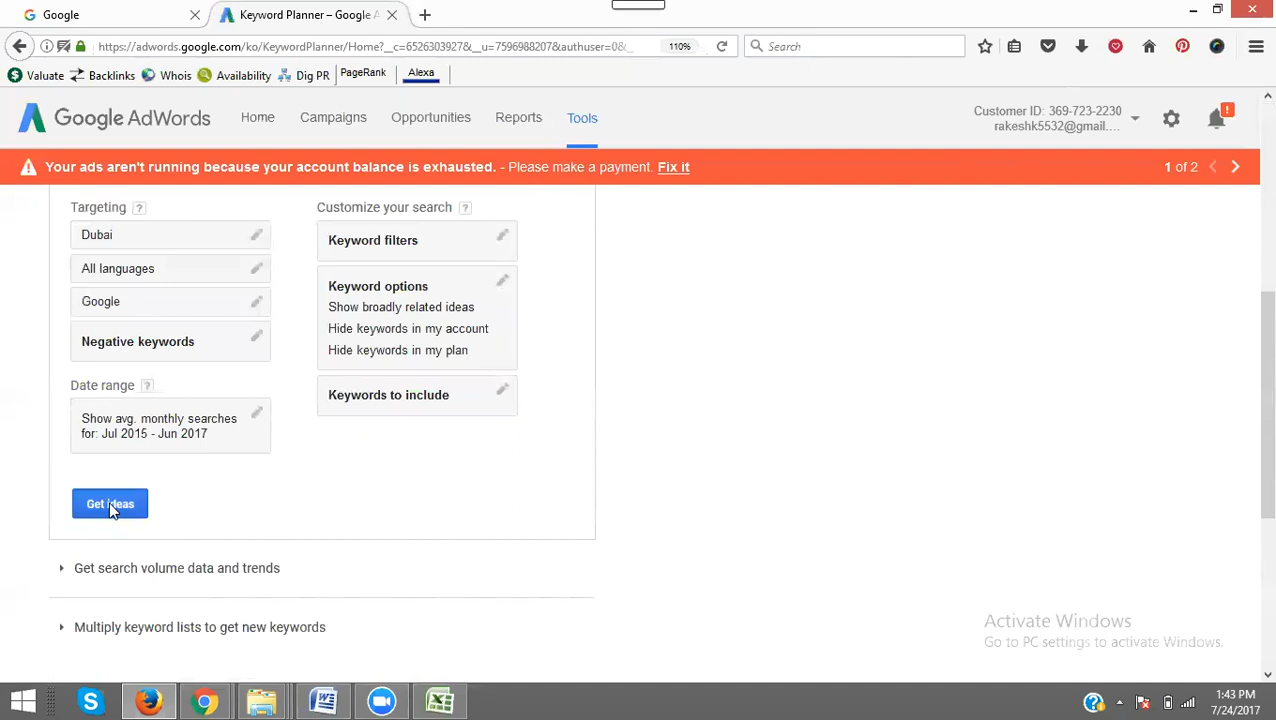 Google
Keyword Planner – Google A
https://adwords.google.com/ko/KeywordPlanner/Home?__c=6526303927&__u=7596988207&authuser=0&_
110%
Search
Valuate
Backlinks
Whois
Availability
Dig PR
PageRank
Alexa
Google AdWords
Home
Campaigns
Opportunities
Reports
Tools
Customer ID: 369-723-2230
rakeshk5532@gmail....
!
Your ads aren't running because your account balance is exhausted. - Please make a payment. Fix it
1 of 2
Targeting ?
Customize your search ?
Dubai
All languages
Google
Negative keywords
Keyword filters
Keyword options
Show broadly related ideas
Hide keywords in my account
Hide keywords in my plan
Keywords to include
Date range ?
Show avg. monthly searches
for: Jul 2015 - Jun 2017
Get ideas
Get search volume data and trends
Multiply keyword lists to get new keywords
Activate Windows
Go to PC settings to activate Windows.
1:43 PM
7/24/2017